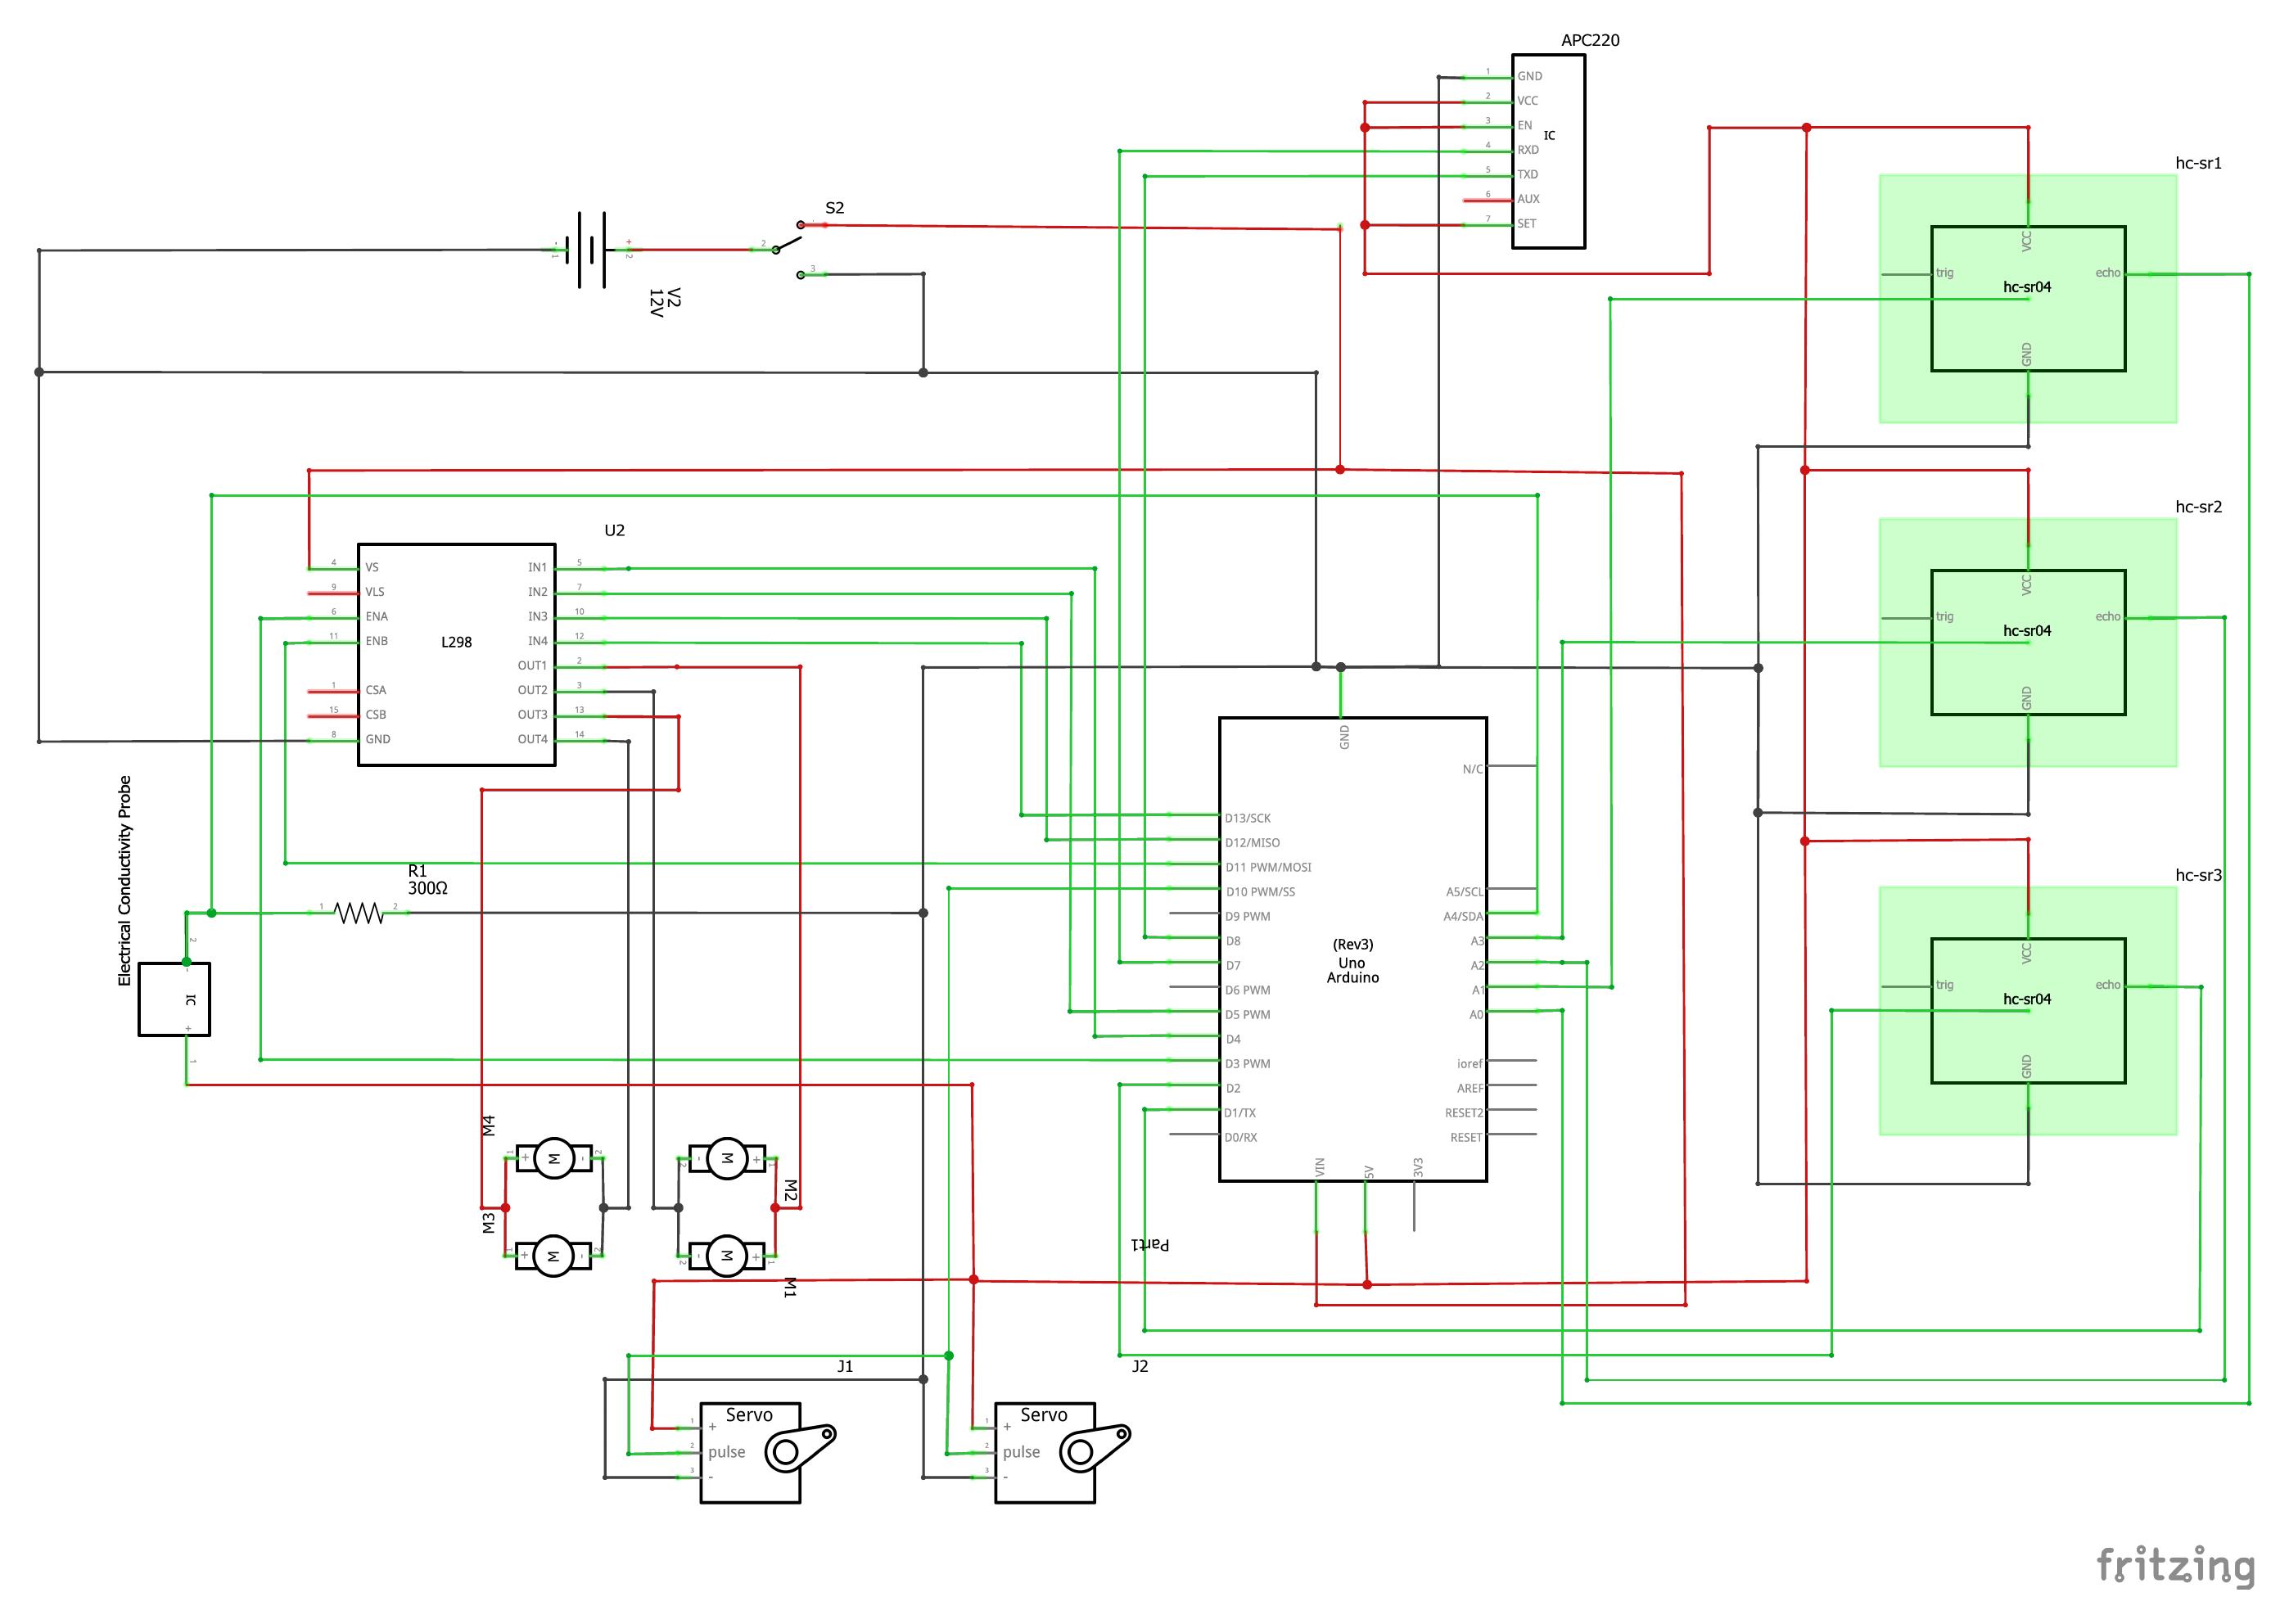 APC220
1 GND
2 VCC
3 EN
IC
4 RXD
5 TXD
6 AUX
7 SET
S2
2
3
- 1
+ 2
V2
12V
hc-sr1
VCC
trig
echo
hc-sr04
GND
hc-sr2
VCC
trig
echo
hc-sr04
GND
hc-sr3
VCC
trig
echo
hc-sr04
GND
U2
L298
4 VS
9 VLS
6 ENA
11 ENB
1 CSA
15 CSB
8 GND
IN1 5
IN2 7
IN3 10
IN4 12
OUT1 2
OUT2 3
OUT3 13
OUT4 14
Electrical Conductivity Probe
R1
300Ω
1
2
2
-
IC
+
1
GND
N/C
D13/SCK
D12/MISO
D11 PWM/MOSI
D10 PWM/SS
D9 PWM
D8
D7
D6 PWM
D5 PWM
D4
D3 PWM
D2
D1/TX
D0/RX
(Rev3)
Uno
Arduino
A5/SCL
A4/SDA
A3
A2
A1
A0
ioref
AREF
RESET2
RESET
VIN
5V
3V3
Part1
M4
1 + M - 2
M3
1 + M - 2
M2
2 - M + 1
M1
2 - M + 1
J1
Servo
1 +
2 pulse
3 -
J2
Servo
1 +
2 pulse
3 -
fritzing